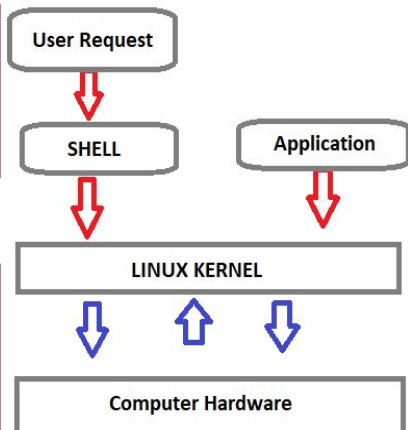 User Request
SHELL
Application
LINUX KERNEL
Computer Hardware